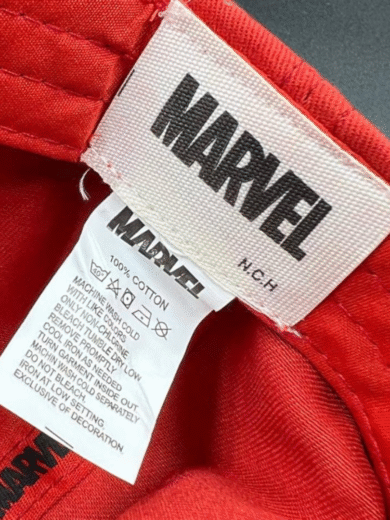 MARVEL
N.C.H
MARVEL
100% COTTON
MACHINE WASH COLD
WITH LIKE COLORS
ONLY NON-CHLORINE
BLEACH TUMBLE DRY LOW
REMOVE PROMPTLY.
COOL IRON AS NEEDED
TURN GARMENT INSIDE OUT.
MACHIN WASH COLD SEPARATELY
DO NOT BLEACH.
IRON AT LOW SETTING.
EXCLUSIVE OF DECORATION.
MARVEL